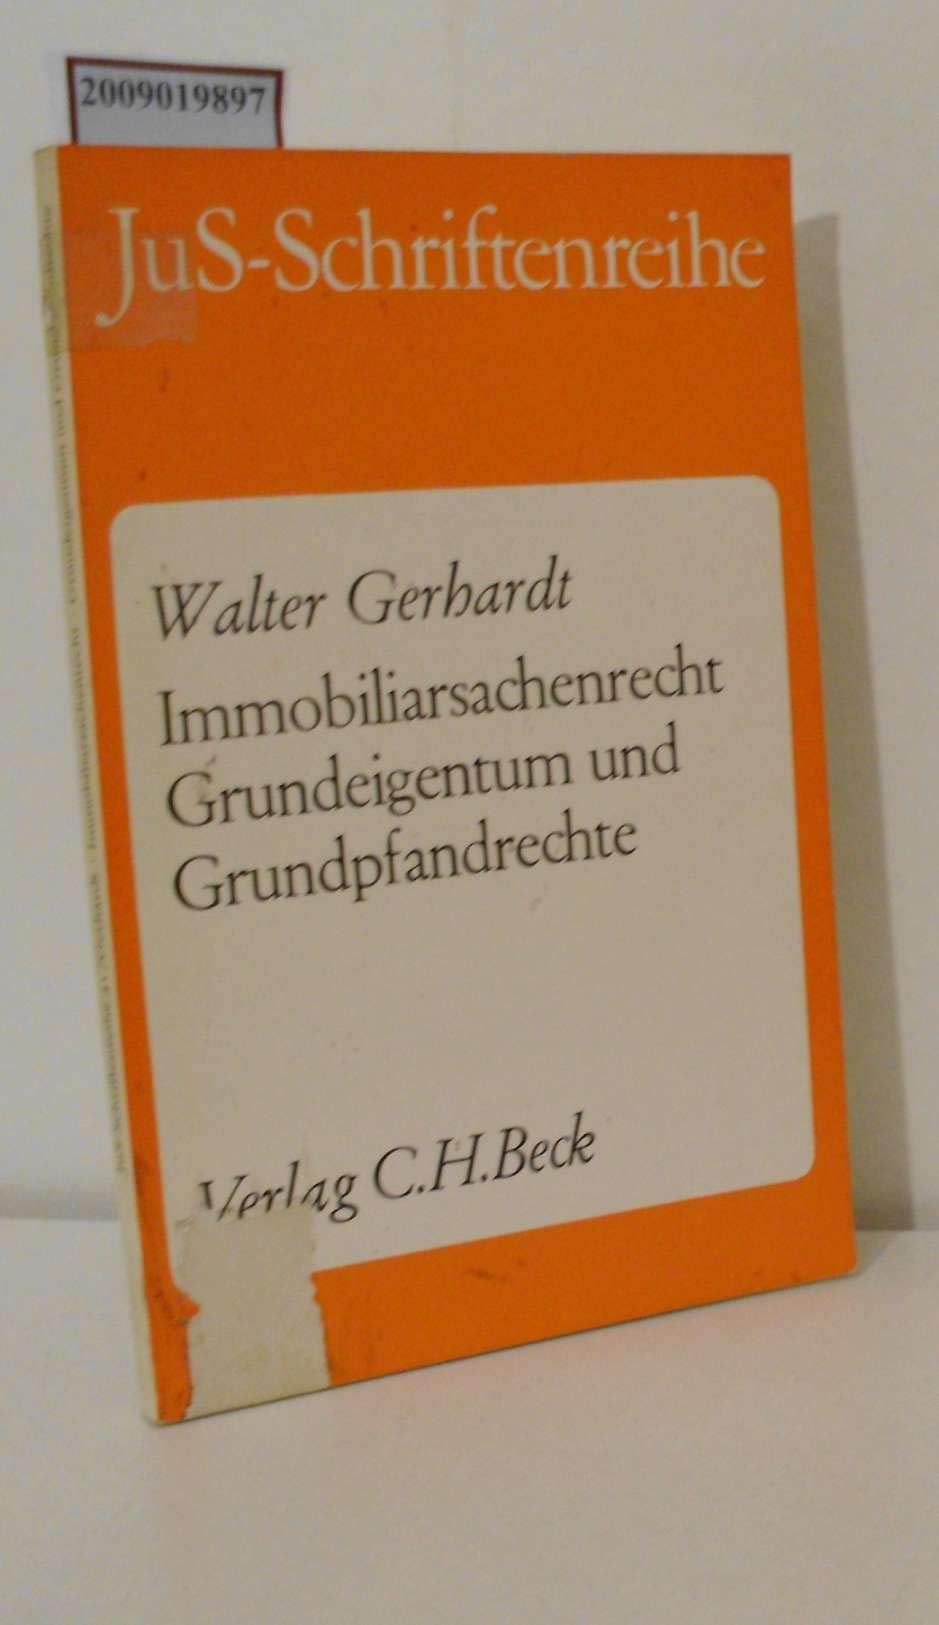 2009019897
JuS-Schriftenreihe
Walter Gerhardt
Immobiliarsachenrecht
Grundeigentum und
Grundpfandrechte
Verlag C.H.Beck